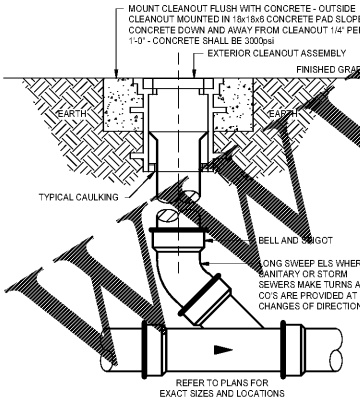 MOUNT CLEANOUT FLUSH WITH CONCRETE - OUTSIDE
CLEANOUT MOUNTED IN 18x18x6 CONCRETE PAD SLOPE
CONCRETE DOWN AND AWAY FROM CLEANOUT 1/4" PE
1'-0" - CONCRETE SHALL BE 3000psi
EXTERIOR CLEANOUT ASSEMBLY
FINISHED GRA
EARTH
EARTH
TYPICAL CAULKING
BELL AND SPIGOT
LONG SWEEP ELS WHER
SANITARY OR STORM
SEWERS MAKE TURNS A
CO'S ARE PROVIDED AT
CHANGES OF DIRECTION
REFER TO PLANS FOR
EXACT SIZES AND LOCATIONS
WWW